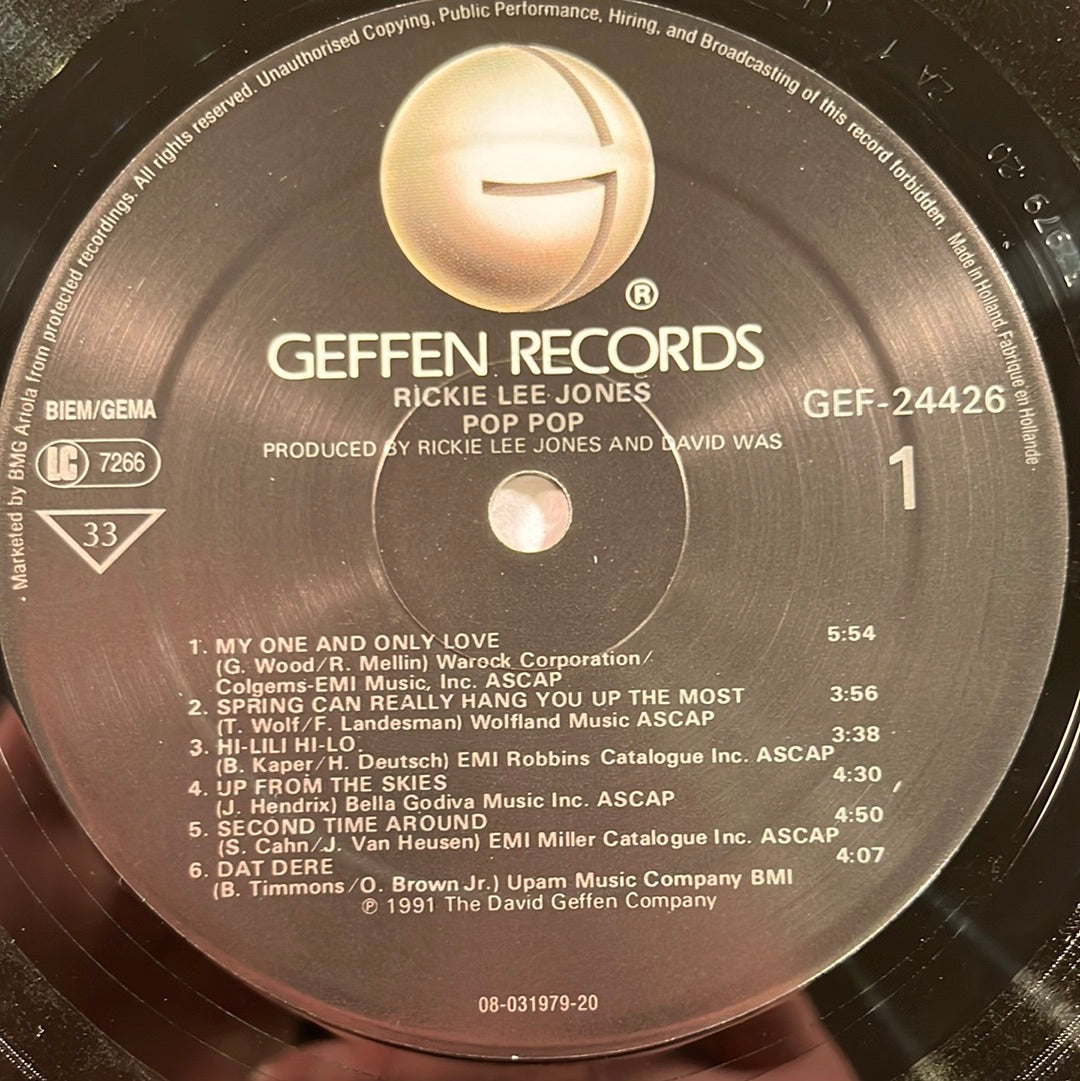 Marketed by BMG Ariola from protected recordings. All rights reserved. Unauthorised Copying, Public Performance, Hiring, and Broadcasting of this record forbidden. Made in Holland. Fabriqué en Hollande.
®
GEFFEN RECORDS
RICKIE LEE JONES
POP POP
PRODUCED BY RICKIE LEE JONES AND DAVID WAS
BIEM/GEMA
LC 7266
33
GEF-24426
1
1. MY ONE AND ONLY LOVE 5:54
(G. Wood/R. Mellin) Warock Corporation/
Colgems-EMI Music, Inc. ASCAP
2. SPRING CAN REALLY HANG YOU UP THE MOST 3:56
(T. Wolf/F. Landesman) Wolfland Music ASCAP
3. HI-LILI HI-LO. 3:38
(B. Kaper/H. Deutsch) EMI Robbins Catalogue Inc. ASCAP
4. UP FROM THE SKIES 4:30
(J. Hendrix) Bella Godiva Music Inc. ASCAP
5. SECOND TIME AROUND 4:50
(S. Cahn/J. Van Heusen) EMI Miller Catalogue Inc. ASCAP
6. DAT DERE 4:07
(B. Timmons/O. Brown Jr.) Upam Music Company BMI
℗ 1991 The David Geffen Company
08-031979-20